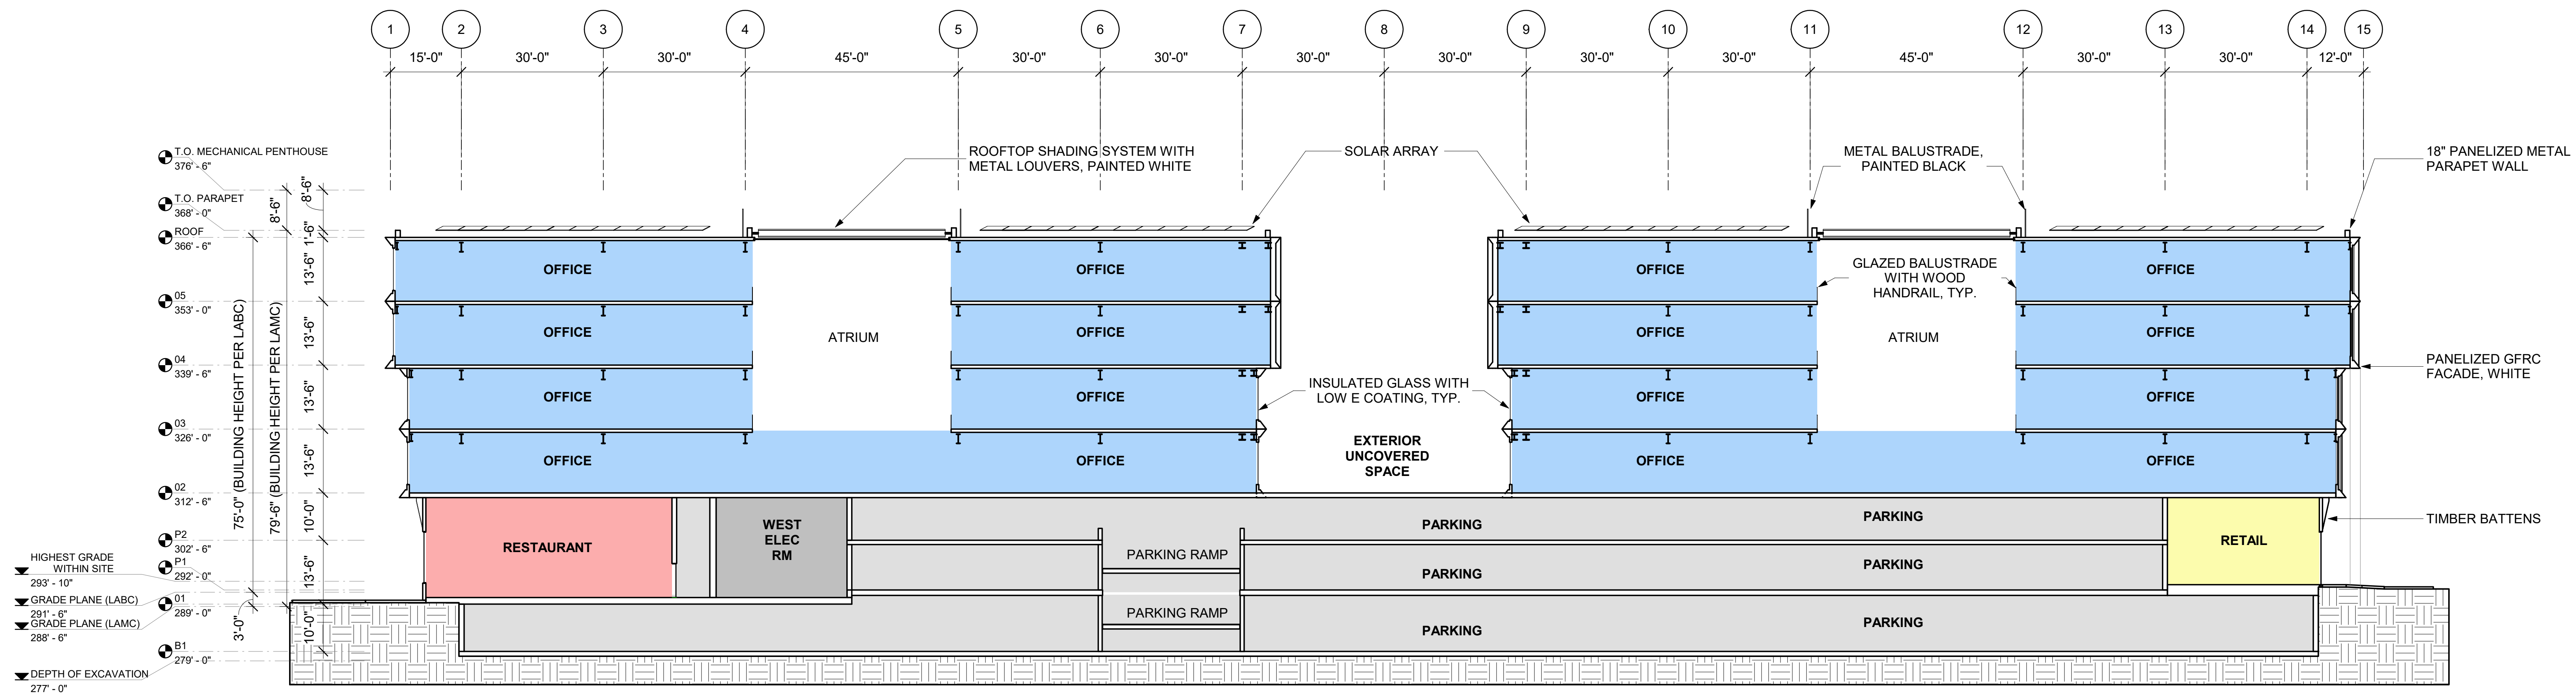 1 2 3 4 5 6 7 8 9 10 11 12 13 14 15
15'-0" 30'-0" 30'-0" 45'-0" 30'-0" 30'-0" 30'-0" 30'-0" 30'-0" 30'-0" 45'-0" 30'-0" 30'-0" 12'-0"
T.O. MECHANICAL PENTHOUSE
376' - 6"
T.O. PARAPET
368' - 0"
ROOF
366' - 6"
05
353' - 0"
04
339' - 6"
03
326' - 0"
02
312' - 6"
P2
302' - 6"
P1
292' - 0"
01
289' - 0"
B1
279' - 0"
HIGHEST GRADE
WITHIN SITE
293' - 10"
GRADE PLANE (LABC)
291' - 6"
GRADE PLANE (LAMC)
288' - 6"
DEPTH OF EXCAVATION
277' - 0"
75'-0" (BUILDING HEIGHT PER LABC)
3'-0"
8'-6"
79'-6" (BUILDING HEIGHT PER LAMC)
8'-6"
1'-6"
13'-6"
13'-6"
13'-6"
13'-6"
10'-0"
13'-6"
10'-0"
ROOFTOP SHADING SYSTEM WITH
METAL LOUVERS, PAINTED WHITE
SOLAR ARRAY
METAL BALUSTRADE,
PAINTED BLACK
18" PANELIZED METAL
PARAPET WALL
OFFICE OFFICE OFFICE OFFICE
GLAZED BALUSTRADE
WITH WOOD
HANDRAIL, TYP.
OFFICE OFFICE OFFICE OFFICE
ATRIUM ATRIUM
PANELIZED GFRC
FACADE, WHITE
INSULATED GLASS WITH
LOW E COATING, TYP.
OFFICE OFFICE OFFICE OFFICE
EXTERIOR
UNCOVERED
SPACE
OFFICE OFFICE OFFICE OFFICE
RESTAURANT
WEST
ELEC
RM
PARKING PARKING
TIMBER BATTENS
RETAIL
PARKING RAMP
PARKING PARKING
PARKING RAMP
PARKING PARKING